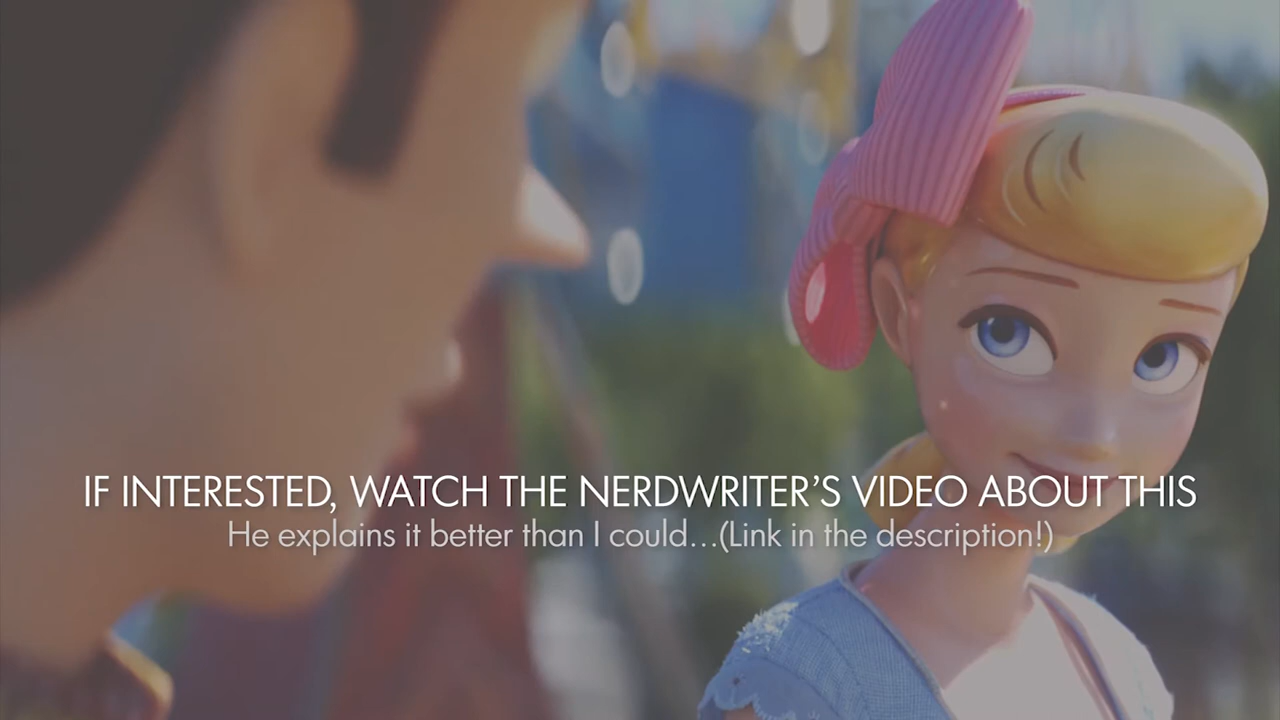 IF INTERESTED, WATCH THE NERDWRITER’S VIDEO ABOUT THIS
He explains it better than I could...(Link in the description!)